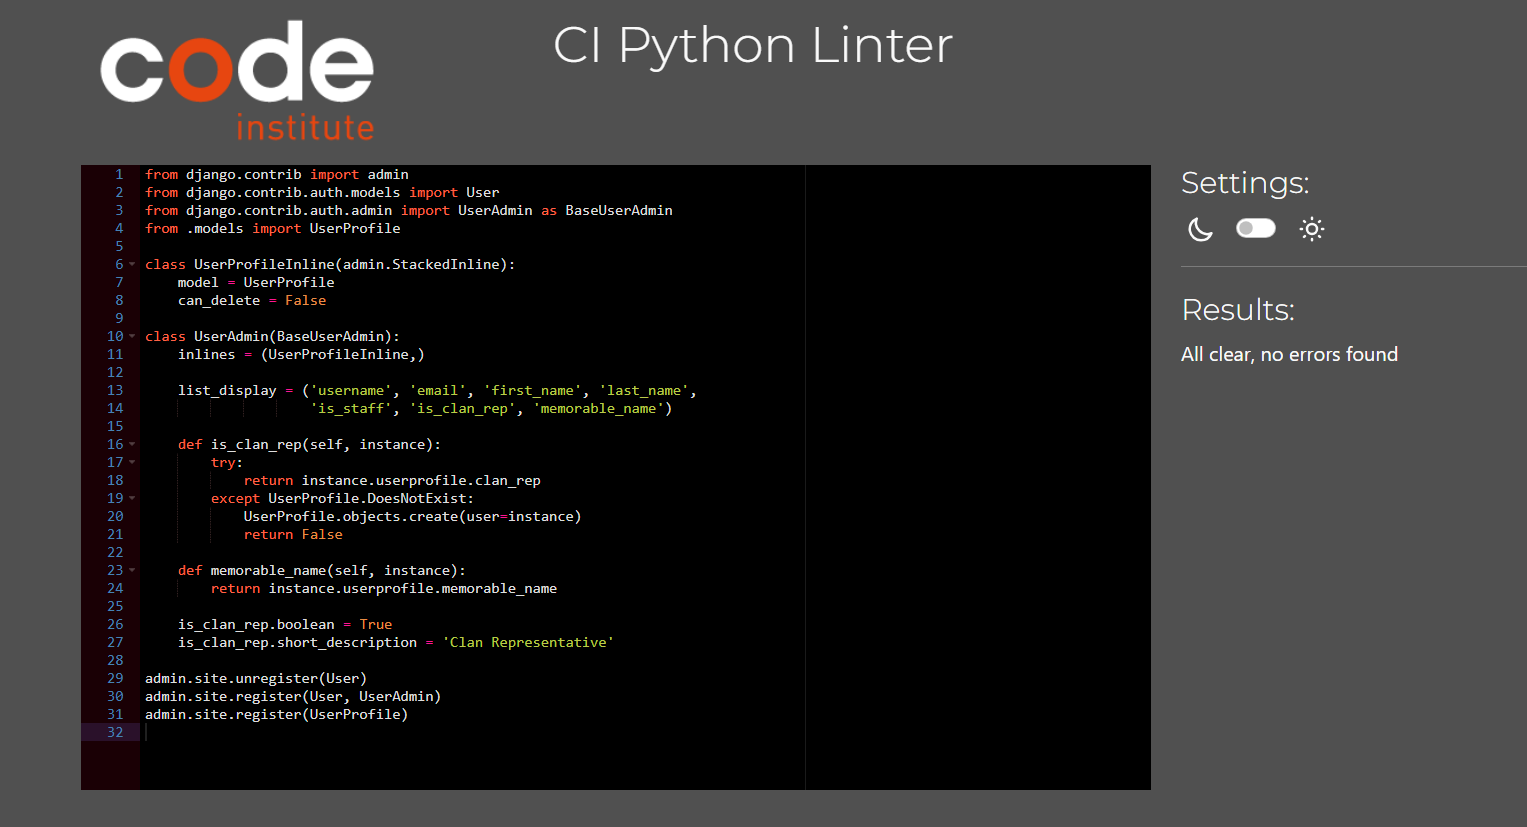 code
institute
CI Python Linter
1 from django.contrib import admin
2 from django.contrib.auth.models import User
3 from django.contrib.auth.admin import UserAdmin as BaseUserAdmin
4 from .models import UserProfile
5
6 class UserProfileInline(admin.StackedInline):
7     model = UserProfile
8     can_delete = False
9
10 class UserAdmin(BaseUserAdmin):
11     inlines = (UserProfileInline,)
12
13     list_display = ('username', 'email', 'first_name', 'last_name',
14                     'is_staff', 'is_clan_rep', 'memorable_name')
15
16     def is_clan_rep(self, instance):
17         try:
18             return instance.userprofile.clan_rep
19         except UserProfile.DoesNotExist:
20             UserProfile.objects.create(user=instance)
21             return False
22
23     def memorable_name(self, instance):
24         return instance.userprofile.memorable_name
25
26     is_clan_rep.boolean = True
27     is_clan_rep.short_description = 'Clan Representative'
28
29 admin.site.unregister(User)
30 admin.site.register(User, UserAdmin)
31 admin.site.register(UserProfile)
32
Settings:
Results:
All clear, no errors found